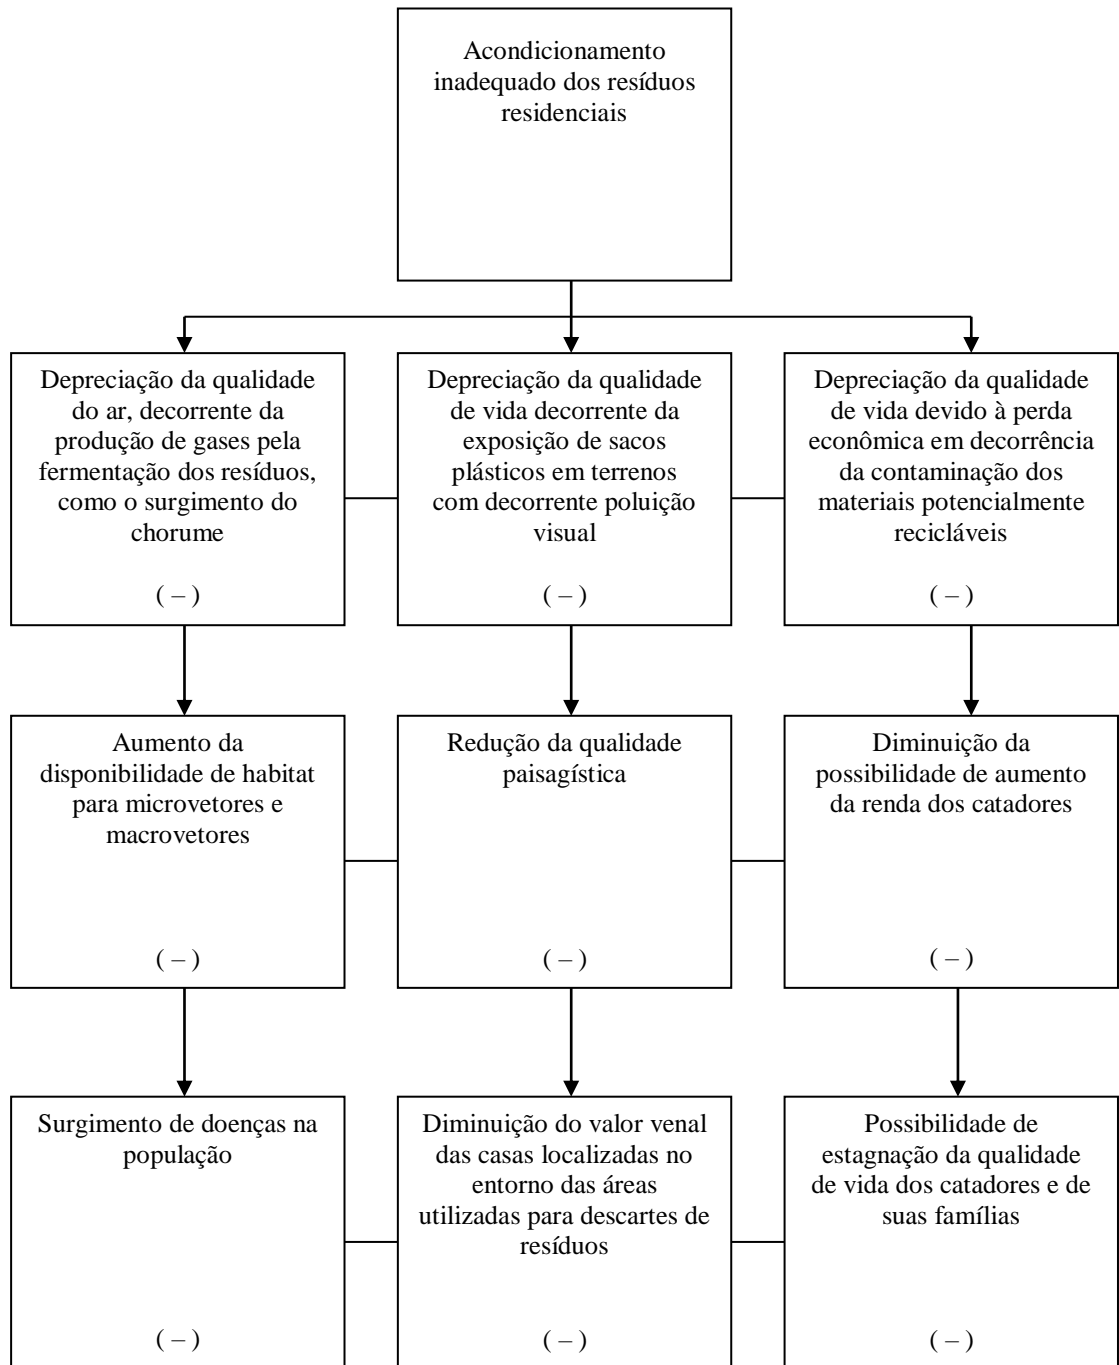 Acondicionamento
inadequado dos resíduos
residenciais
Depreciação da qualidade
do ar, decorrente da
produção de gases pela
fermentação dos resíduos,
como o surgimento do
chorume
( – )
Depreciação da qualidade
de vida decorrente da
exposição de sacos
plásticos em terrenos
com decorrente poluição
visual
( – )
Depreciação da qualidade
de vida devido à perda
econômica em decorrência
da contaminação dos
materiais potencialmente
recicláveis
( – )
Aumento da
disponibilidade de habitat
para microvetores e
macrovetores
( – )
Redução da qualidade
paisagística
( – )
Diminuição da
possibilidade de aumento
da renda dos catadores
( – )
Surgimento de doenças na
população
( – )
Diminuição do valor venal
das casas localizadas no
entorno das áreas
utilizadas para descartes de
resíduos
( – )
Possibilidade de
estagnação da qualidade
de vida dos catadores e de
suas famílias
( – )